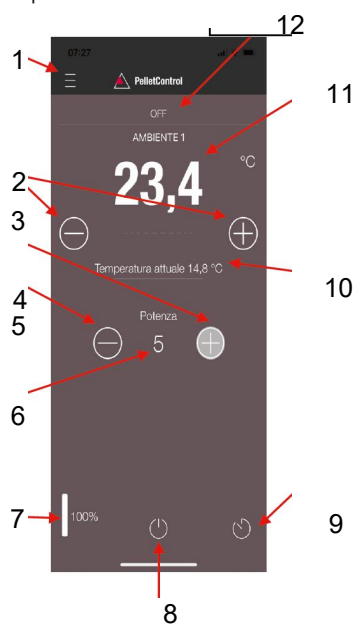 12
07:27
1
PelletControl
11
OFF
AMBIENTE 1
23,4 °C
2
3
Temperatura attuale 14,8 °C
10
4
5
Potenza
5
6
7
100%
9
8